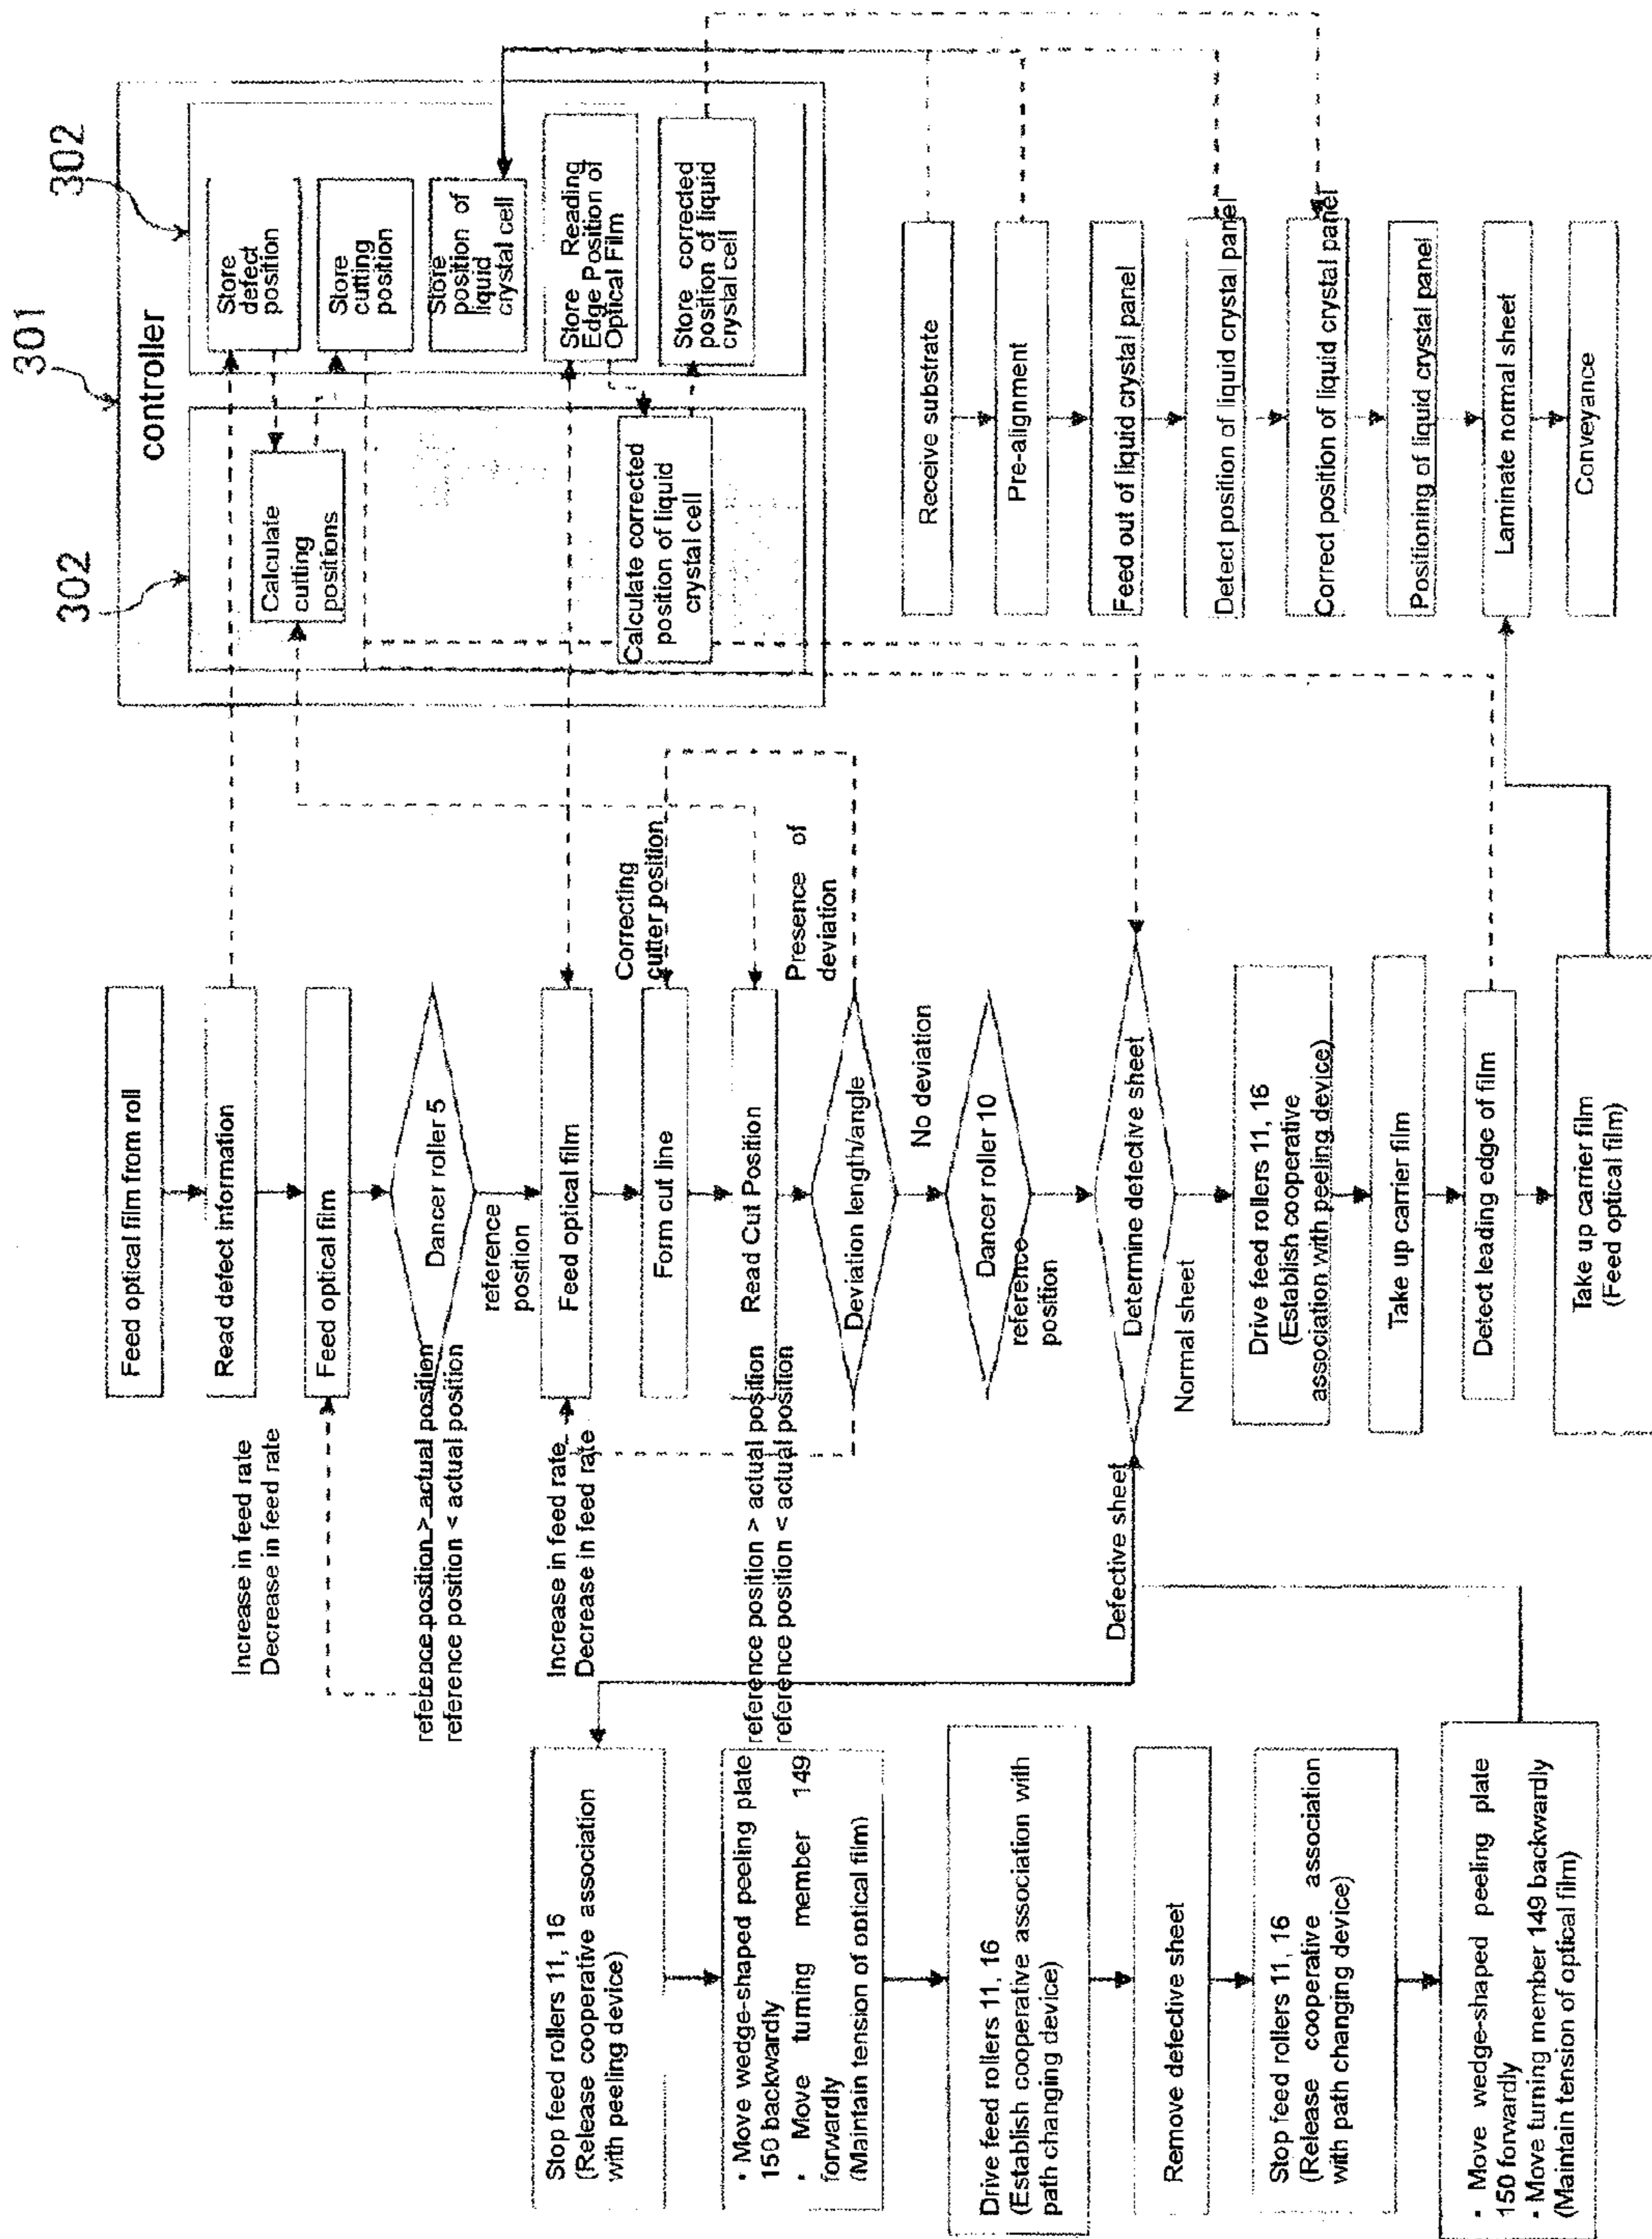 Stop feed rollers 11, 16
(Release cooperative association
with peeling device)
• Move wedge-shaped peeling plate
150 backwardly
• Move turning member 149
forwardly
(Maintain tension of optical film)
Drive feed rollers 11, 16
(Establish cooperative association with
path changing device)
Remove defective sheet
Stop feed rollers 11, 16
(Release cooperative association
with path changing device)
• Move wedge-shaped peeling plate
150 forwardly
• Move turning member 149 backwardly
(Maintain tension of optical film)
Increase in feed rate
Decrease in feed rate
reference position > actual position
reference position < actual position
Increase in feed rate
Decrease in feed rate
reference position > actual position
reference position < actual position
Defective sheet
Feed optical film from roll
Read defect information
Feed optical film
Dancer roller 5
reference
position
Feed optical film
Form cut line
Correcting
cutter position
Read Cut Position
Deviation length/angle
Presence of
deviation
No deviation
Dancer roller 10
reference
position
Determine defective sheet
Normal sheet
Drive feed rollers 11, 16
(Establish cooperative
association with peeling device)
Take up carrier film
Detect leading edge of film
Take up carrier film
(Feed optical film)
301
controller
302
Calculate
cutting
positions
Calculate corrected
position of liquid
crystal cell
302
Store
defect
position
Store
cutting
position
Store
position of
liquid
crystal cell
Store Reading
Edge Position of
Optical Film
Store corrected
position of liquid
crystal cell
Receive substrate
Pre-alignment
Feed out of liquid crystal panel
Detect position of liquid crystal panel
Correct position of liquid crystal panel
Positioning of liquid crystal panel
Laminate normal sheet
Conveyance